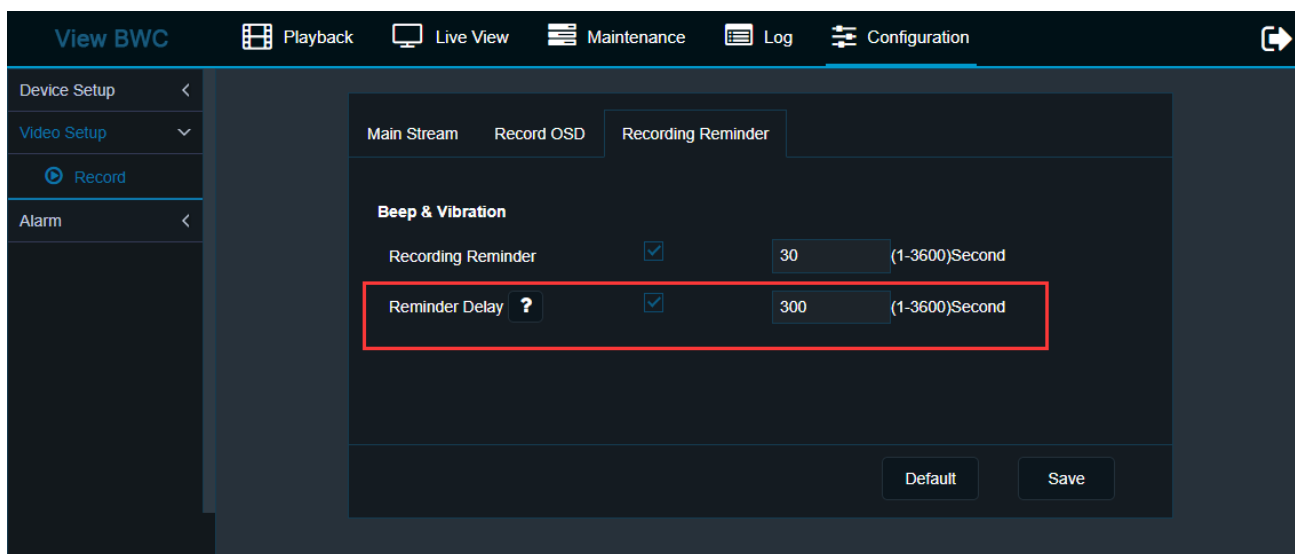 View BWC Playback Live View Maintenance Log Configuration
Device Setup
Video Setup
Record
Alarm
Main Stream Record OSD Recording Reminder
Beep & Vibration
Recording Reminder 30 (1-3600)Second
Reminder Delay ? 300 (1-3600)Second
Default Save